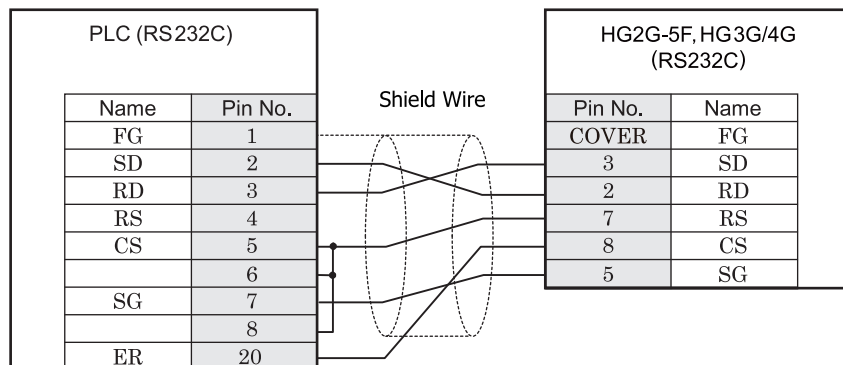 PLC (RS232C)
Name Pin No.
FG 1
SD 2
RD 3
RS 4
CS 5
6
SG 7
8
ER 20
Shield Wire
HG2G-5F, HG3G/4G
(RS232C)
Pin No. Name
COVER FG
3 SD
2 RD
7 RS
8 CS
5 SG